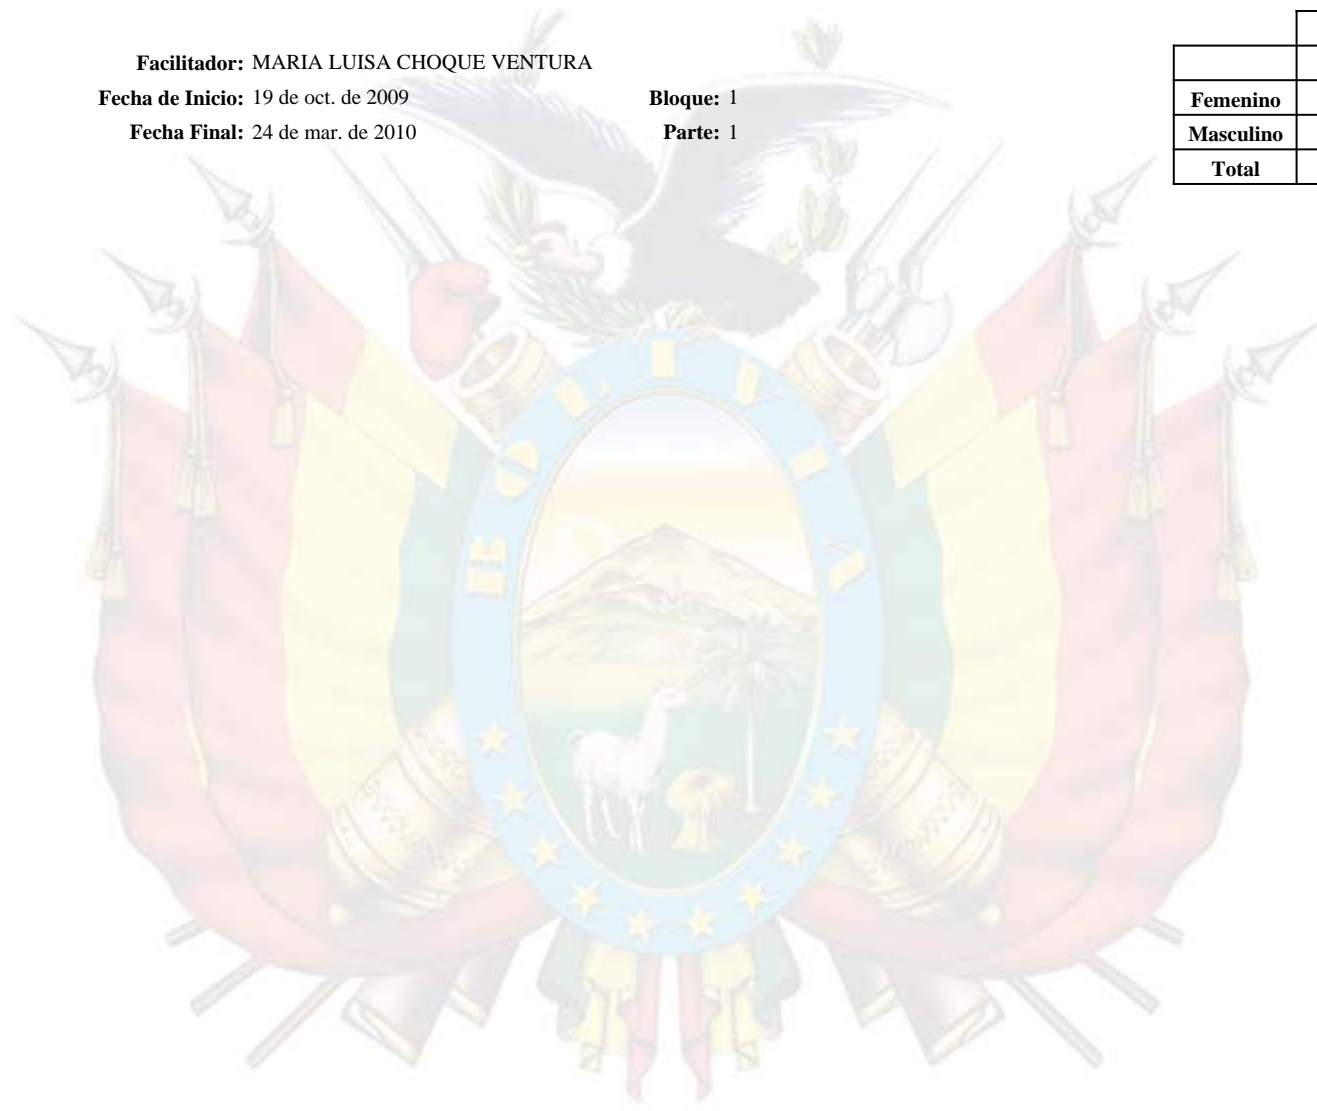 Facilitador: MARIA LUISA CHOQUE VENTURA
Fecha de Inicio: 19 de oct. de 2009 Bloque: 1
Fecha Final: 24 de mar. de 2010 Parte: 1
Femenino
Masculino
Total
BOLIVIA